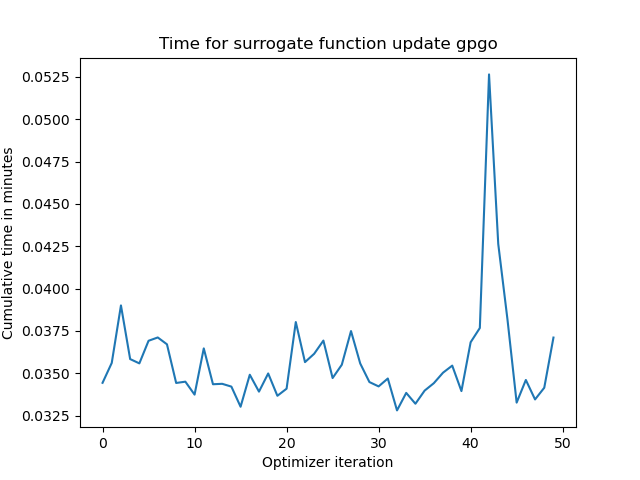 Time for surrogate function update gpgo
0.0525
0.0500
0.0475
0.0450
0.0425
0.0400
0.0375
0.0350
0.0325
Cumulative time in minutes
0 10 20 30 40 50
Optimizer iteration